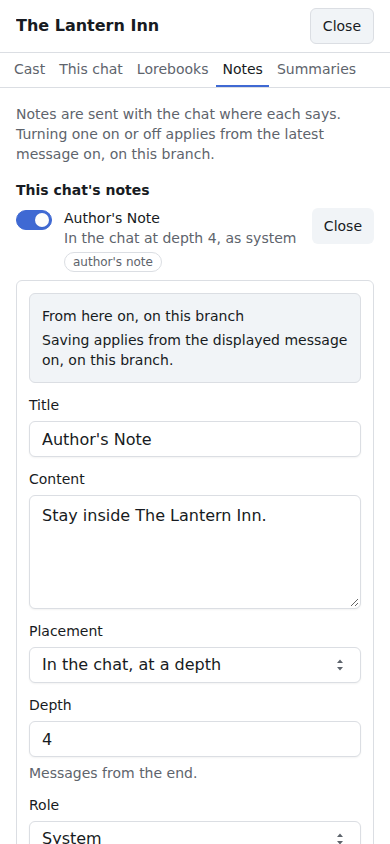 The Lantern Inn
Close
Cast This chat Lorebooks Notes Summaries
Notes are sent with the chat where each says.
Turning one on or off applies from the latest
message on, on this branch.
This chat's notes
Author's Note
In the chat at depth 4, as system
Close
author's note
From here on, on this branch
Saving applies from the displayed message
on, on this branch.
Title
Author's Note
Content
Stay inside The Lantern Inn.
Placement
In the chat, at a depth
Depth
4
Messages from the end.
Role
System